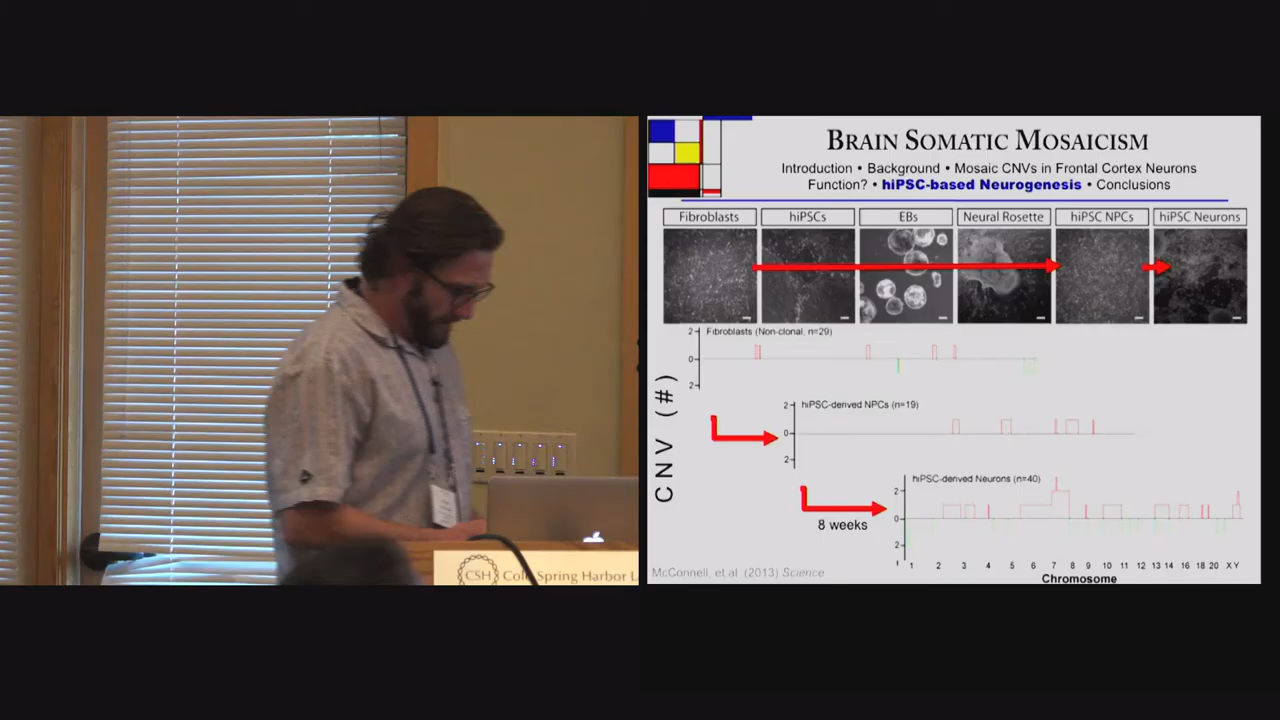 BRAIN SOMATIC MOSAICISM
Introduction • Background • Mosaic CNVs in Frontal Cortex Neurons
Function? • hiPSC-based Neurogenesis • Conclusions
Fibroblasts hiPSCs EBs Neural Rosette hiPSC NPCs hiPSC Neurons
Fibroblasts (Non-clonal, n=29)
2
0
2
CNV (#)
hiPSC-derived NPCs (n=19)
2
0
2
hiPSC-derived Neurons (n=40)
2
0
2
8 weeks
1 2 3 4 5 6 7 8 9 10 11 12 13 14 16 18 20 X Y
Chromosome
McConnell, et.al. (2013) Science
CSH Cold Spring Harbor L